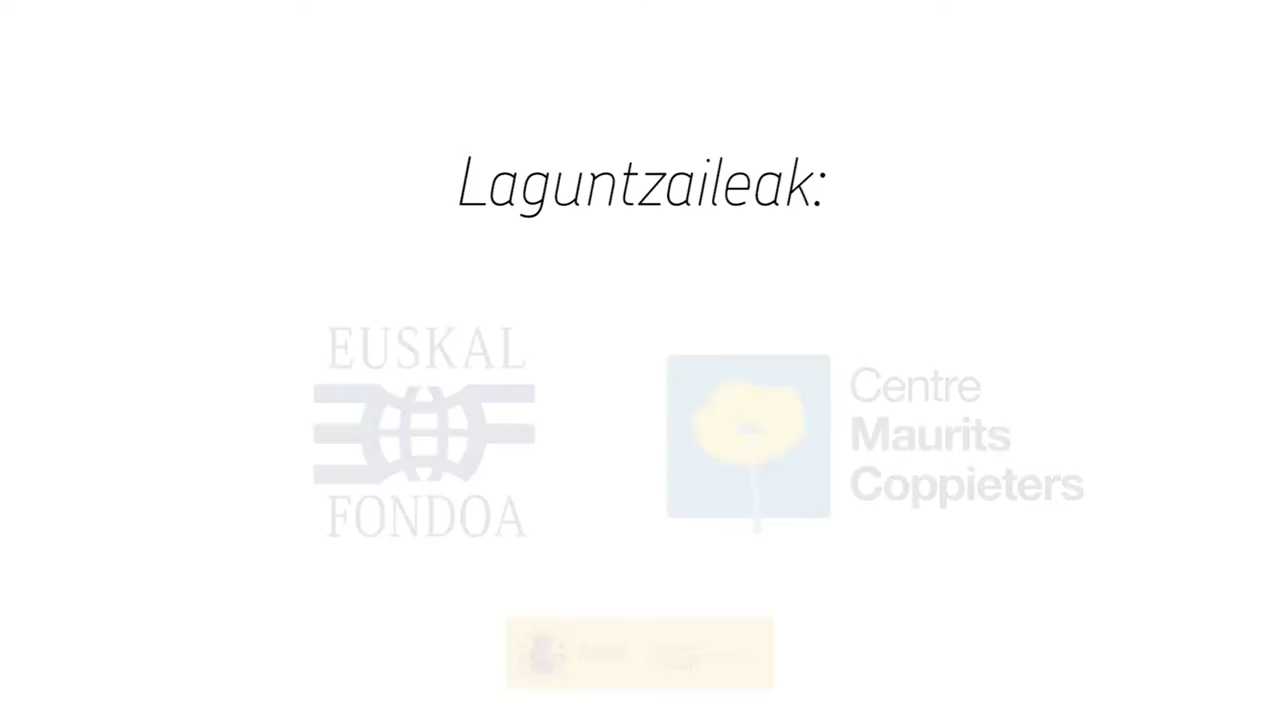 Laguntzaileak:
EUSKAL
FONDOA
Centre
Maurits
Coppieters